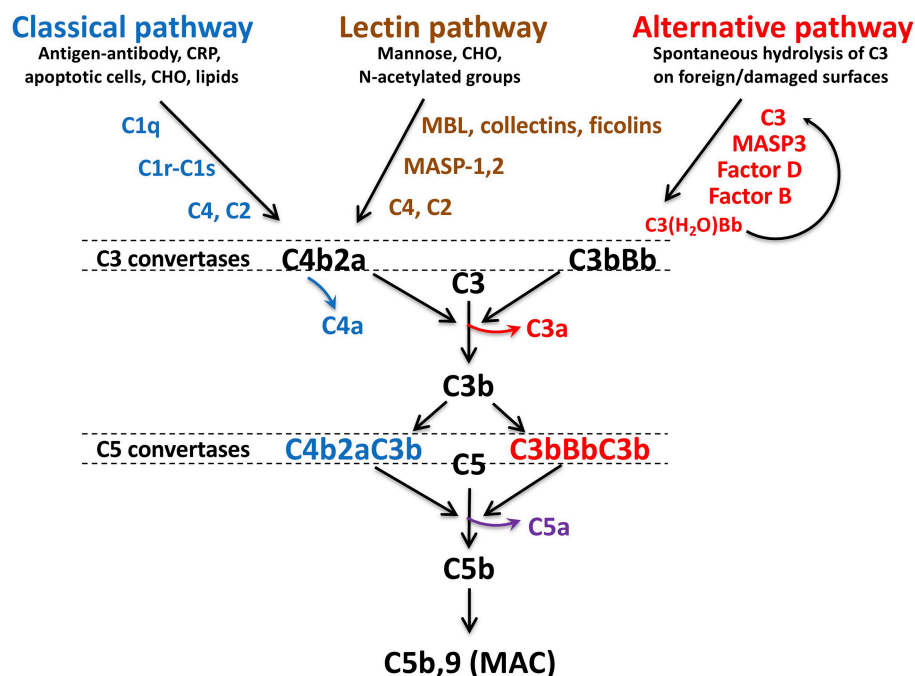 Classical pathway
Antigen-antibody, CRP,
apoptotic cells, CHO, lipids
Lectin pathway
Mannose, CHO,
N-acetylated groups
Alternative pathway
Spontaneous hydrolysis of C3
on foreign/damaged surfaces
C1q
C1r-C1s
C4, C2
MBL, collectins, ficolins
MASP-1,2
C4, C2
C3
MASP3
Factor D
Factor B
C3(H₂O)Bb
C3 convertases
C4b2a
C3bBb
C3
C4a
C3a
C3b
C5 convertases
C4b2aC3b
C3bBbC3b
C5
C5a
C5b
C5b,9 (MAC)